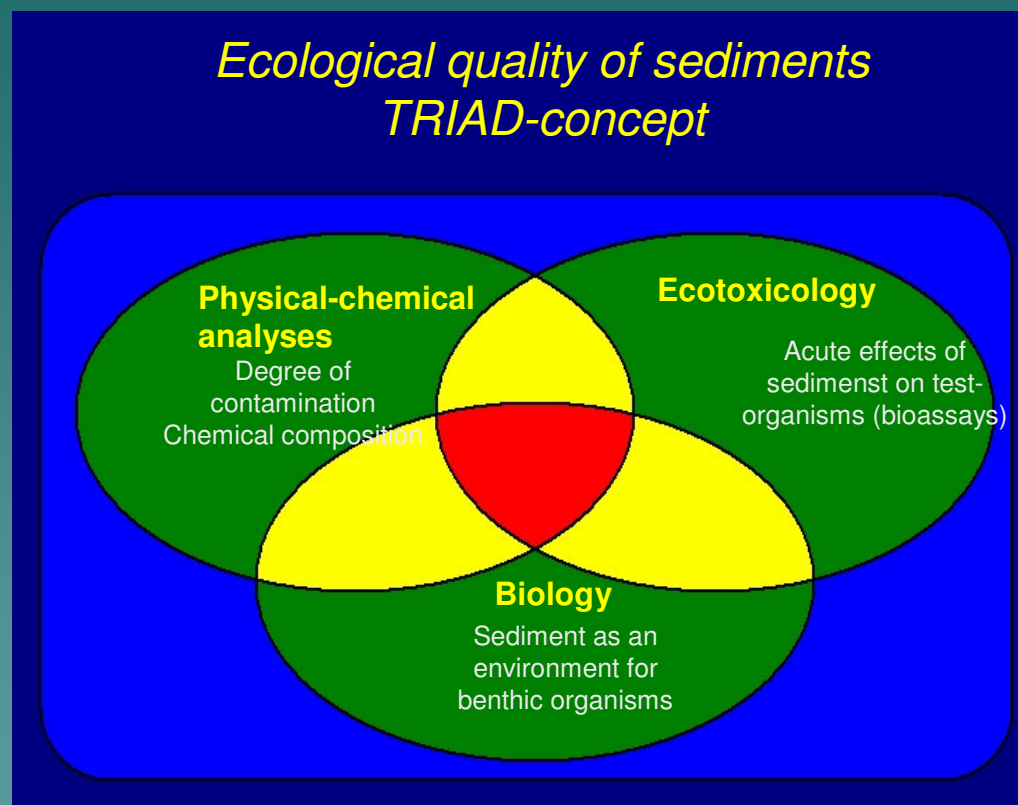 Ecological quality of sediments
TRIAD-concept
Physical-chemical
analyses
Degree of
contamination
Chemical composition
Ecotoxicology
Acute effects of
sedimenst on test-
organisms (bioassays)
Biology
Sediment as an
environment for
benthic organisms